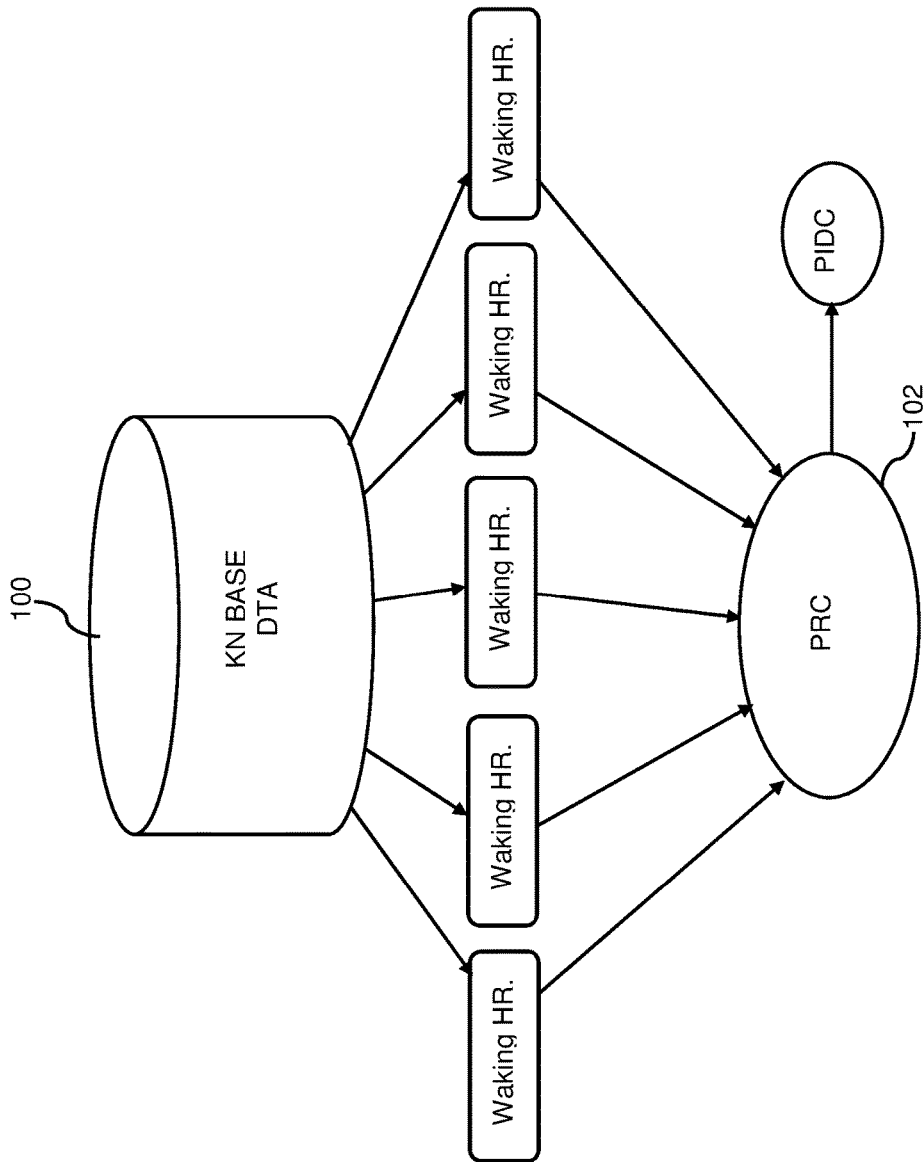 100
KN BASE
DTA
Waking HR.
Waking HR.
Waking HR.
Waking HR.
Waking HR.
PRC
PIDC
102